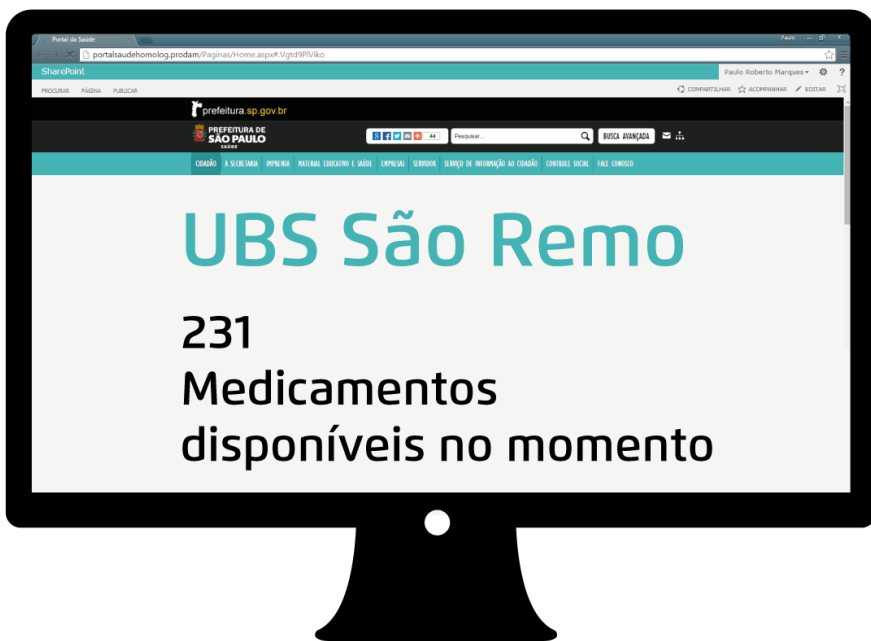 Portal da Saúde
Paulo
portalsaudehomolog.prodam/Paginas/Home.aspx#.Vgtd9PlViko
SharePoint
Paulo Roberto Marques
?
PROCURAR PÁGINA PUBLICAR
COMPARTILHAR ACOMPANHAR EDITAR
prefeitura.sp.gov.br
PREFEITURA DE
SÃO PAULO
SAÚDE
44
Pesquisar...
BUSCA AVANÇADA
CIDADÃO A SECRETARIA IMPRENSA MATERIAL EDUCATIVO E SAÚDE EMPRESAS SERVIDOR SERVIÇO DE INFORMAÇÃO AO CIDADÃO CONTROLE SOCIAL FALE CONOSCO
UBS São Remo
231
Medicamentos
disponíveis no momento